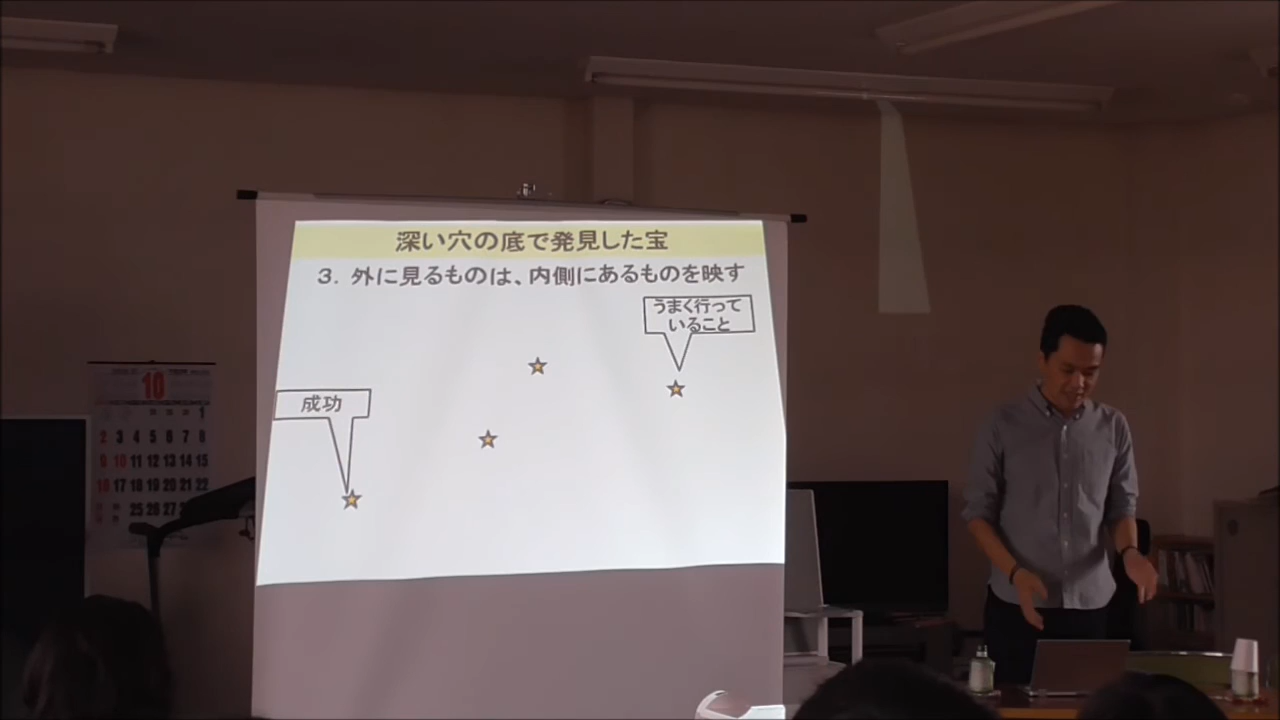 深い穴の底で発見した宝
３．外に見るものは、内側にあるものを映す
うまく行って
いること
成功
10
1
2 3 4 5 6 7 8
9 10 11 12 13 14 15
16 17 18 19 20 21 22
25 26 27